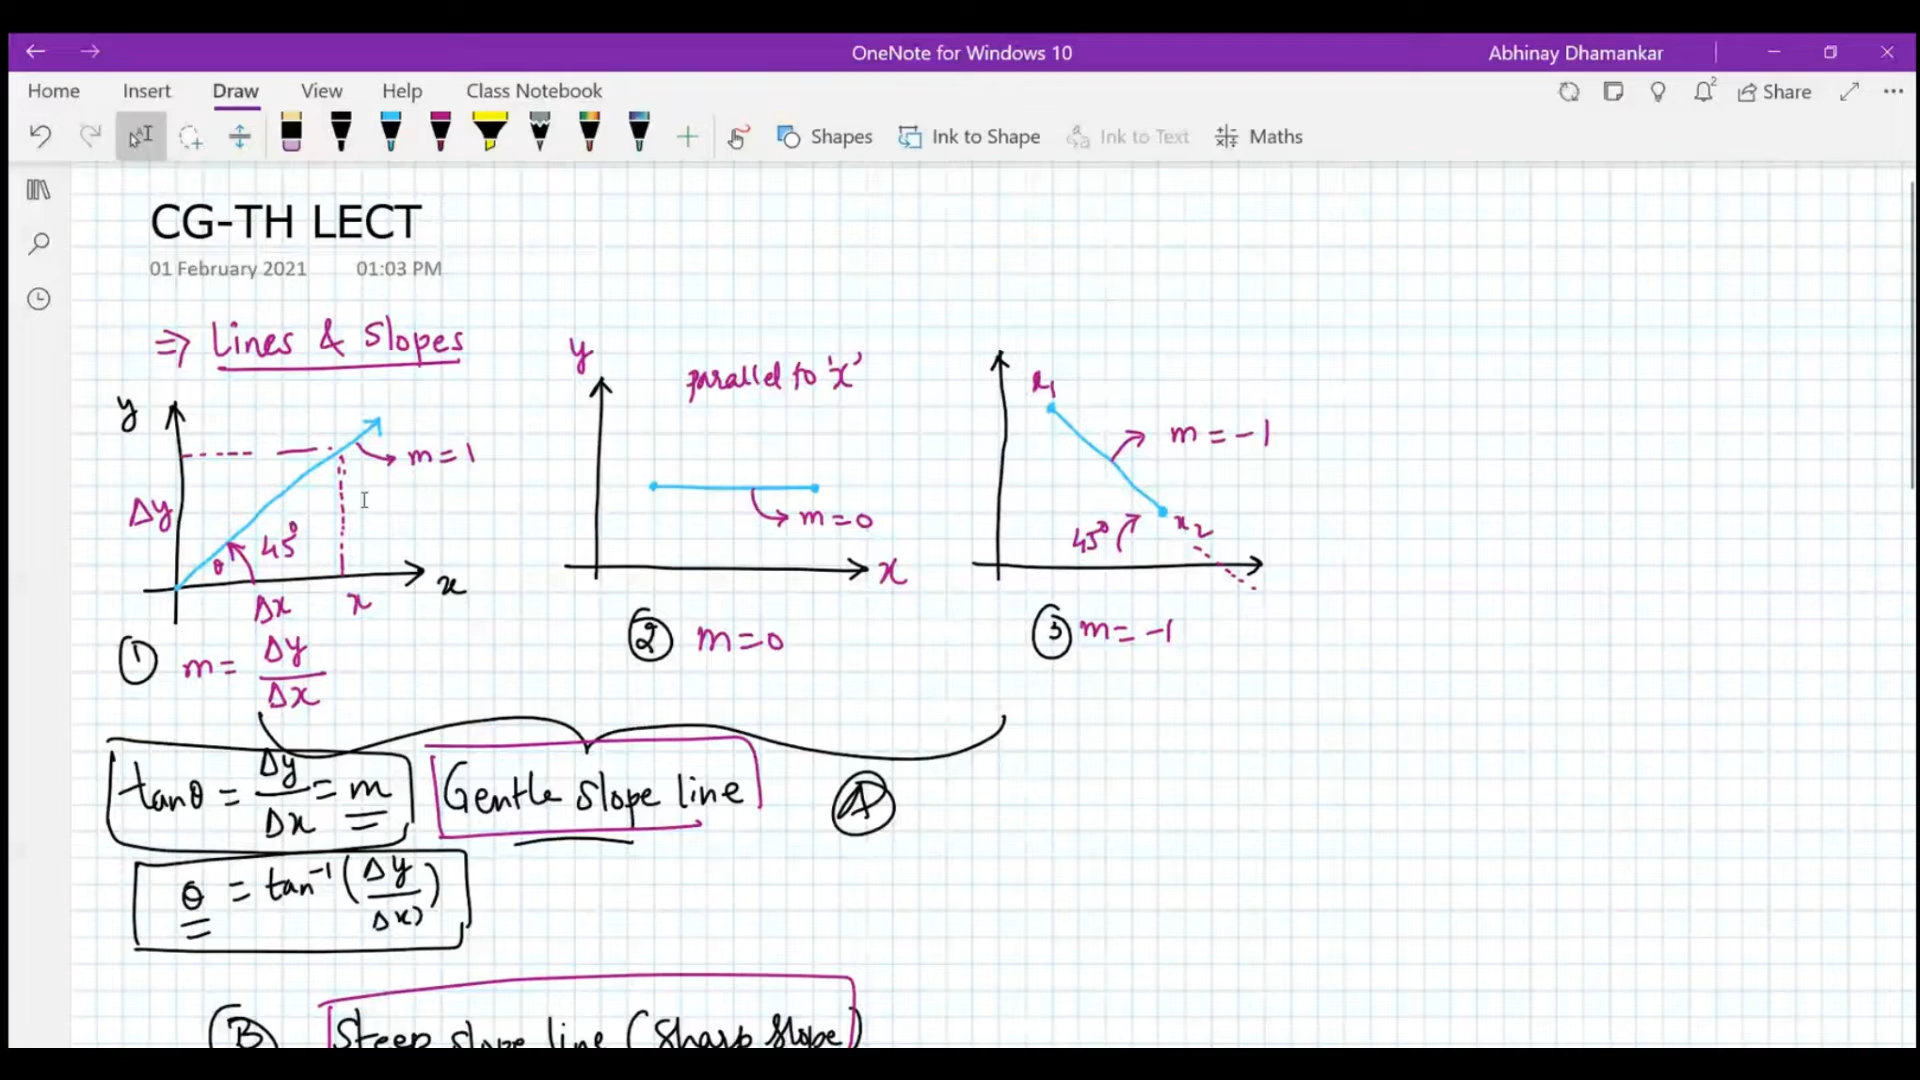 OneNote for Windows 10
Abhinay Dhamankar
Home Insert Draw View Help Class Notebook
2 Share
Shapes Ink to Shape Ink to Text Maths
CG-TH LECT
01 February 2021 01:03 PM
⇒ Lines & Slopes
y
Δy
m=1
45°
θ
Δx x
x
① m= Δy/Δx
y
parallel to 'x'
m=0
x
② m=0
x1
m=-1
45°
x2
③ m=-1
tanθ = Δy/Δx = m
Gentle slope line
Ⓐ
θ = tan⁻¹(Δy/Δx)
Ⓑ Steep slope line (Sharp slope)